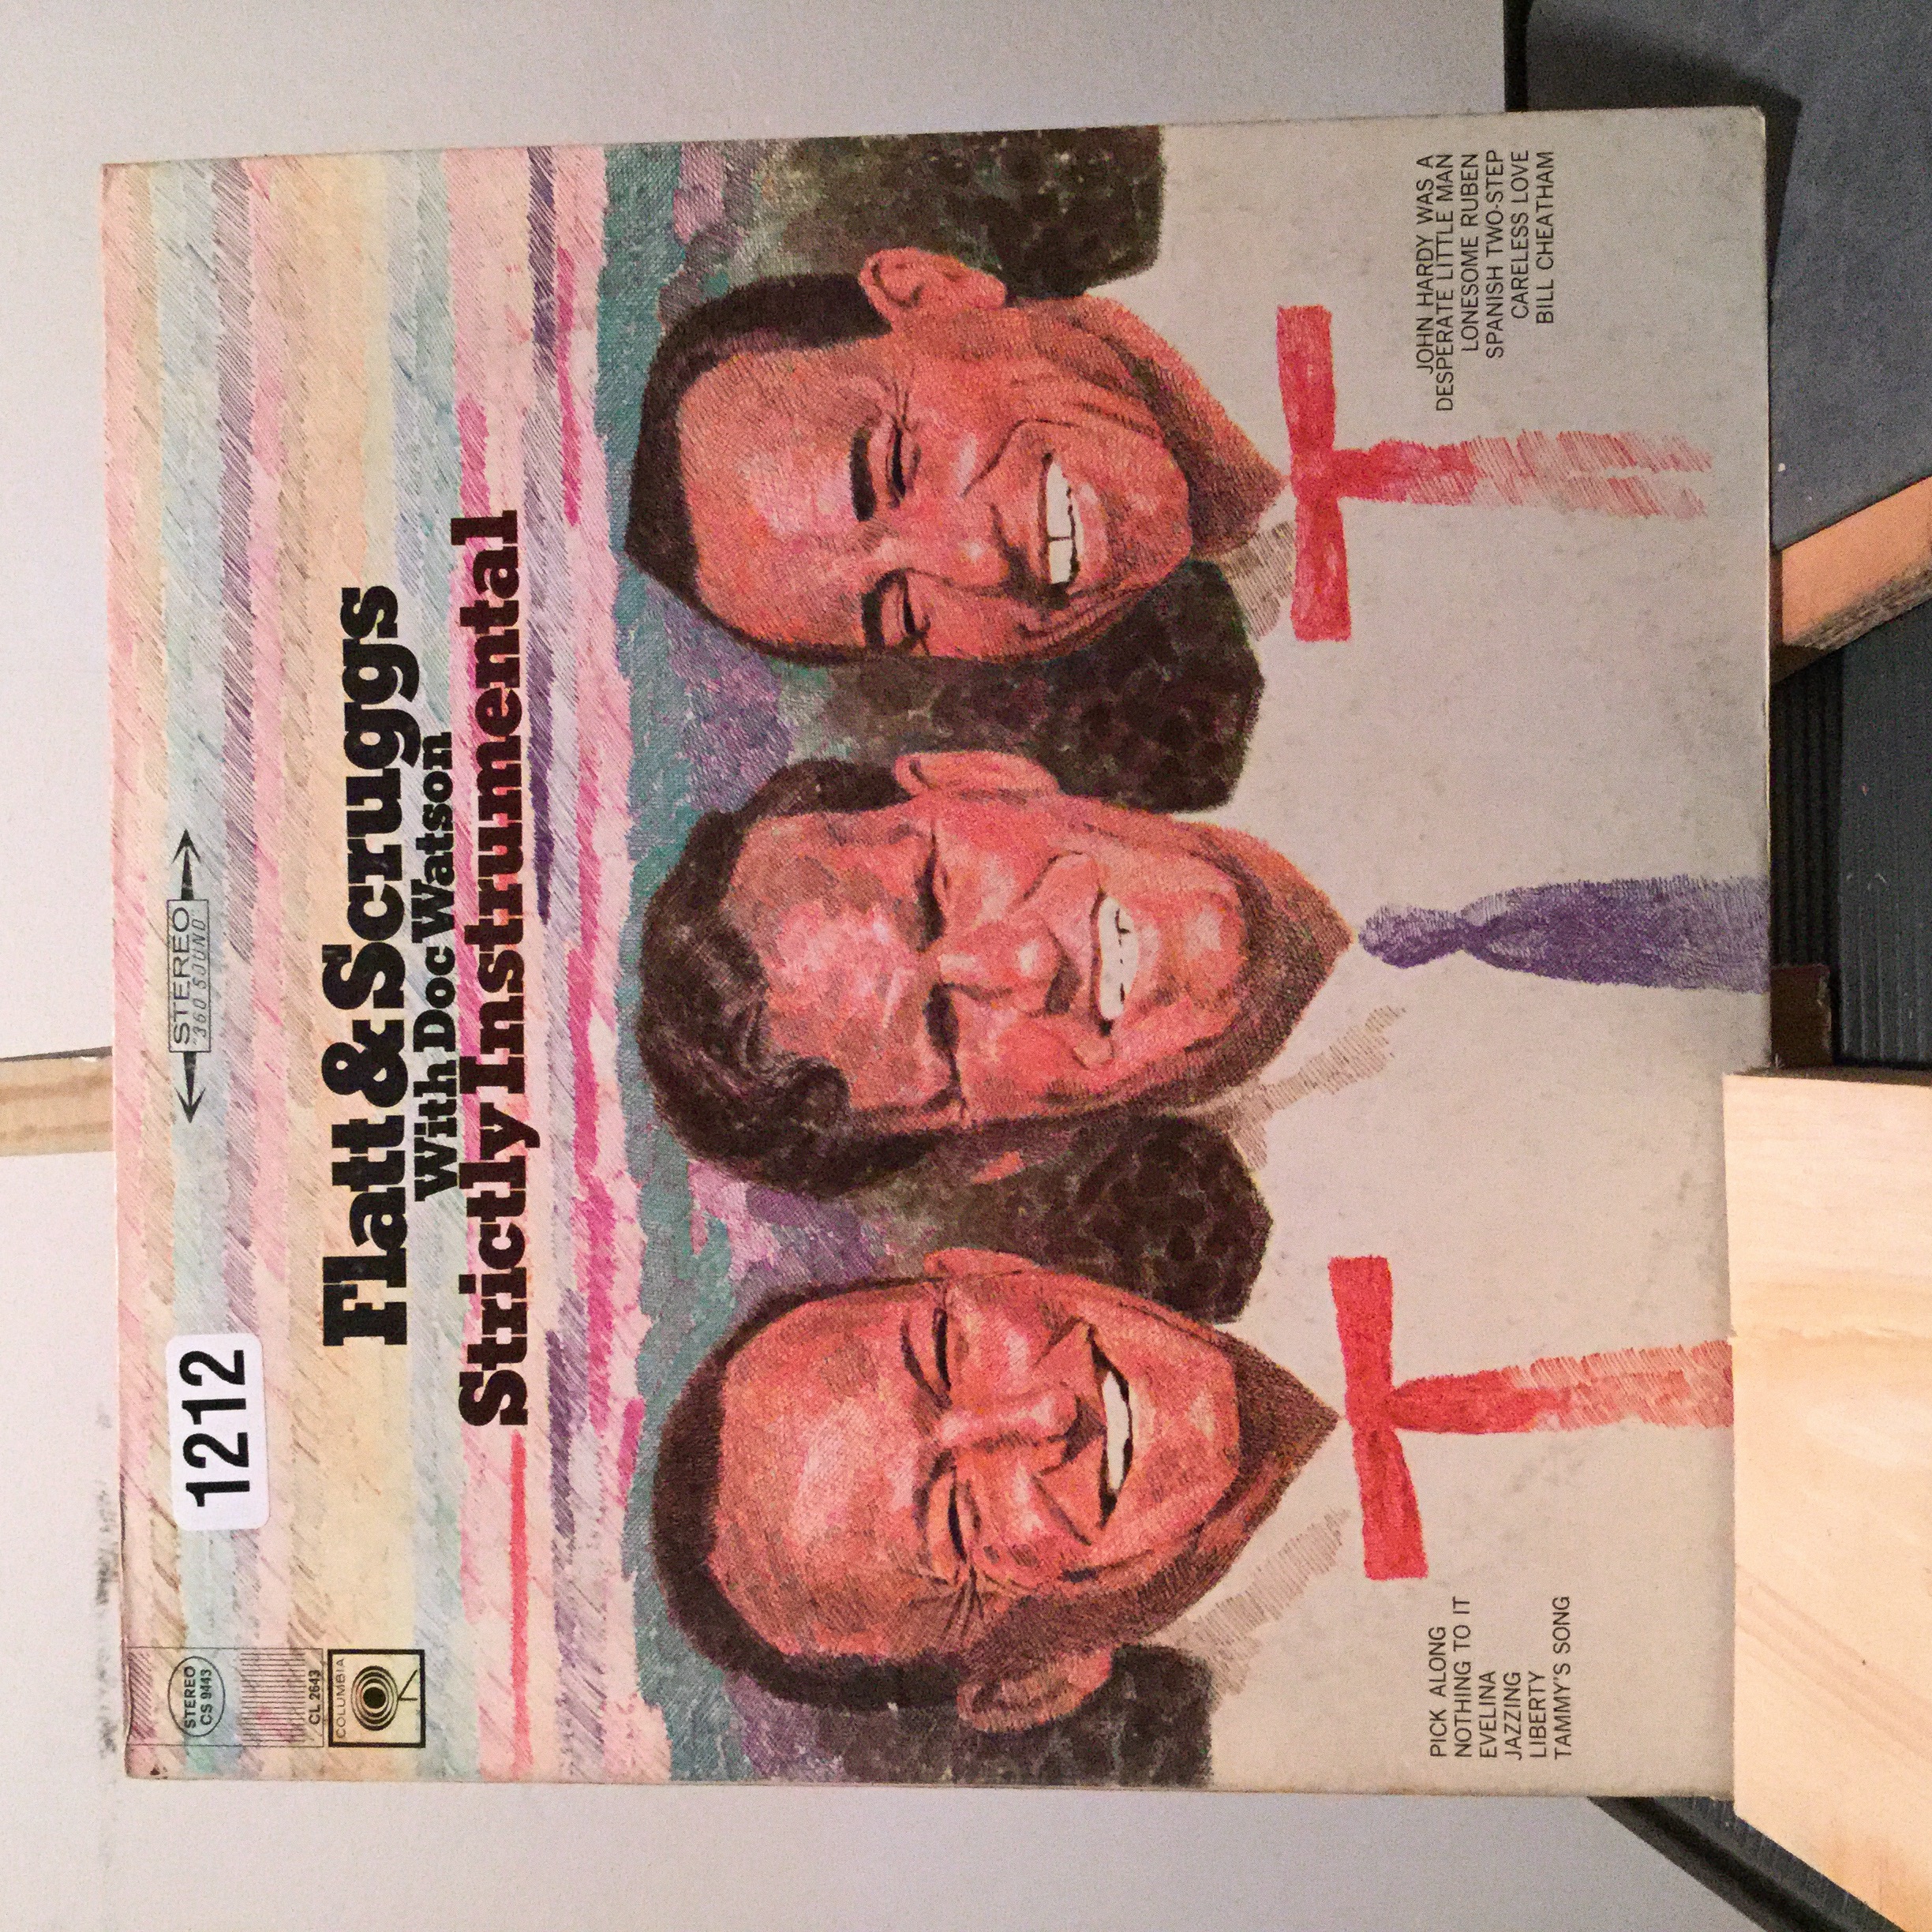 STEREO
CS 9443
CL 2643
COLUMBIA
1212
STEREO
360 SOUND
Flatt & Scruggs
With Doc Watson
Strictly Instrumental
PICK ALONG
NOTHING TO IT
EVELINA
JAZZING
LIBERTY
TAMMY'S SONG
JOHN HARDY WAS A
DESPERATE LITTLE MAN
LONESOME RUBEN
SPANISH TWO-STEP
CARELESS LOVE
BILL CHEATHAM